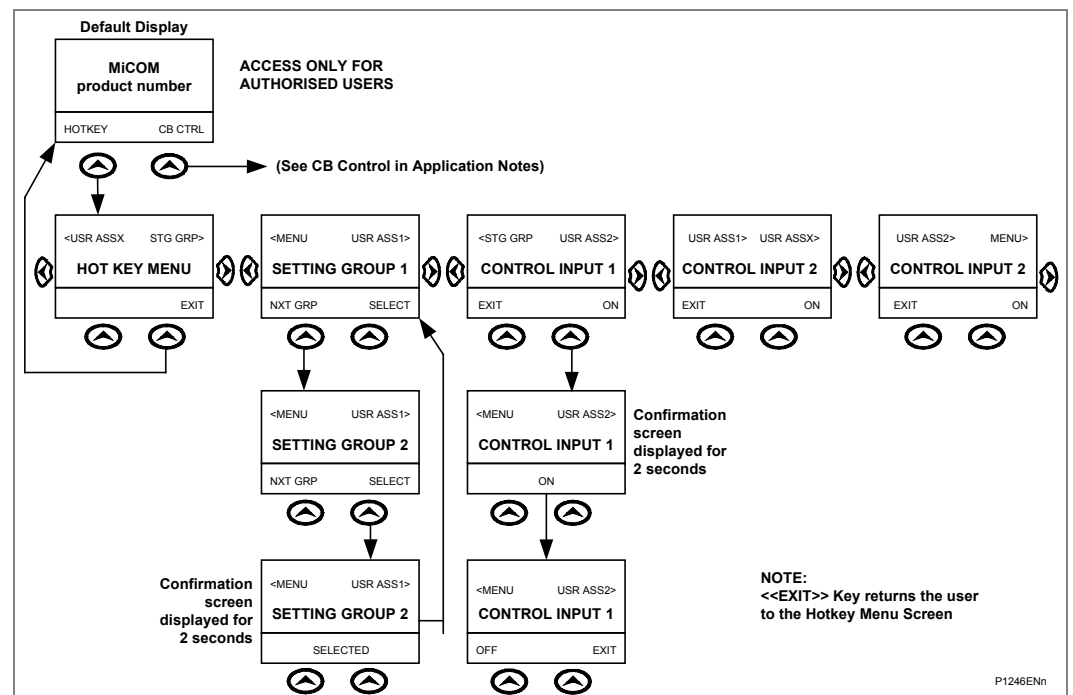 Default Display
MiCOM
product number
HOTKEY CB CTRL
ACCESS ONLY FOR
AUTHORISED USERS
(See CB Control in Application Notes)
<USR ASSX STG GRP>
HOT KEY MENU
EXIT
<MENU USR ASS1>
SETTING GROUP 1
NXT GRP SELECT
<STG GRP USR ASS2>
CONTROL INPUT 1
EXIT ON
USR ASS1> USR ASSX>
CONTROL INPUT 2
EXIT ON
USR ASS2> MENU>
CONTROL INPUT 2
EXIT ON
<MENU USR ASS1>
SETTING GROUP 2
NXT GRP SELECT
<MENU USR ASS2>
CONTROL INPUT 1
ON
Confirmation
screen
displayed for
2 seconds
Confirmation
screen
displayed for
2 seconds
<MENU USR ASS1>
SETTING GROUP 2
SELECTED
<MENU USR ASS2>
CONTROL INPUT 1
OFF EXIT
NOTE:
<<EXIT>> Key returns the user
to the Hotkey Menu Screen
P1246ENn